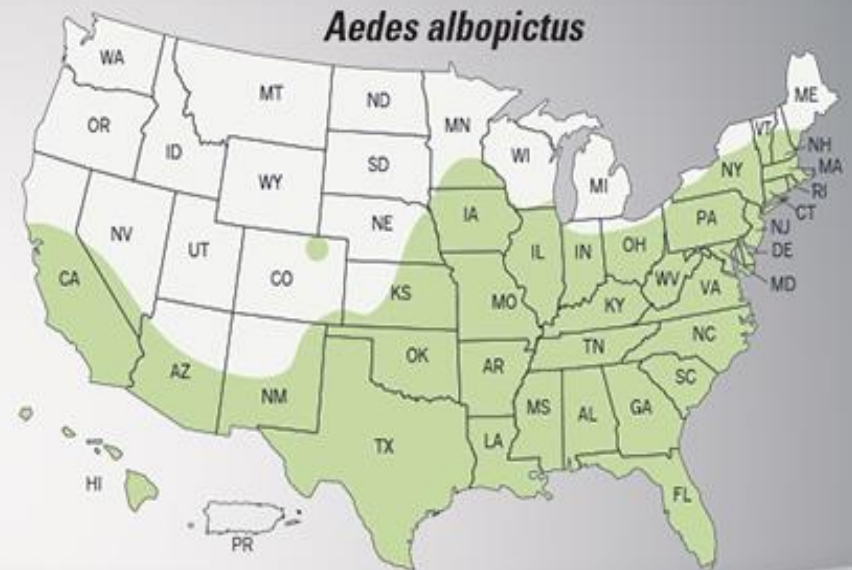 Aedes albopictus
WA
MT
ND
MN
ME
OR
ID
VT
NH
WI
SD
MI
NY
MA
WY
RI
CT
IA
PA
NE
NJ
NV
UT
IL
IN
OH
DE
CO
CA
KS
MO
WV
VA
MD
KY
NC
AZ
OK
TN
AR
NM
SC
MS
AL
GA
TX
LA
HI
FL
PR